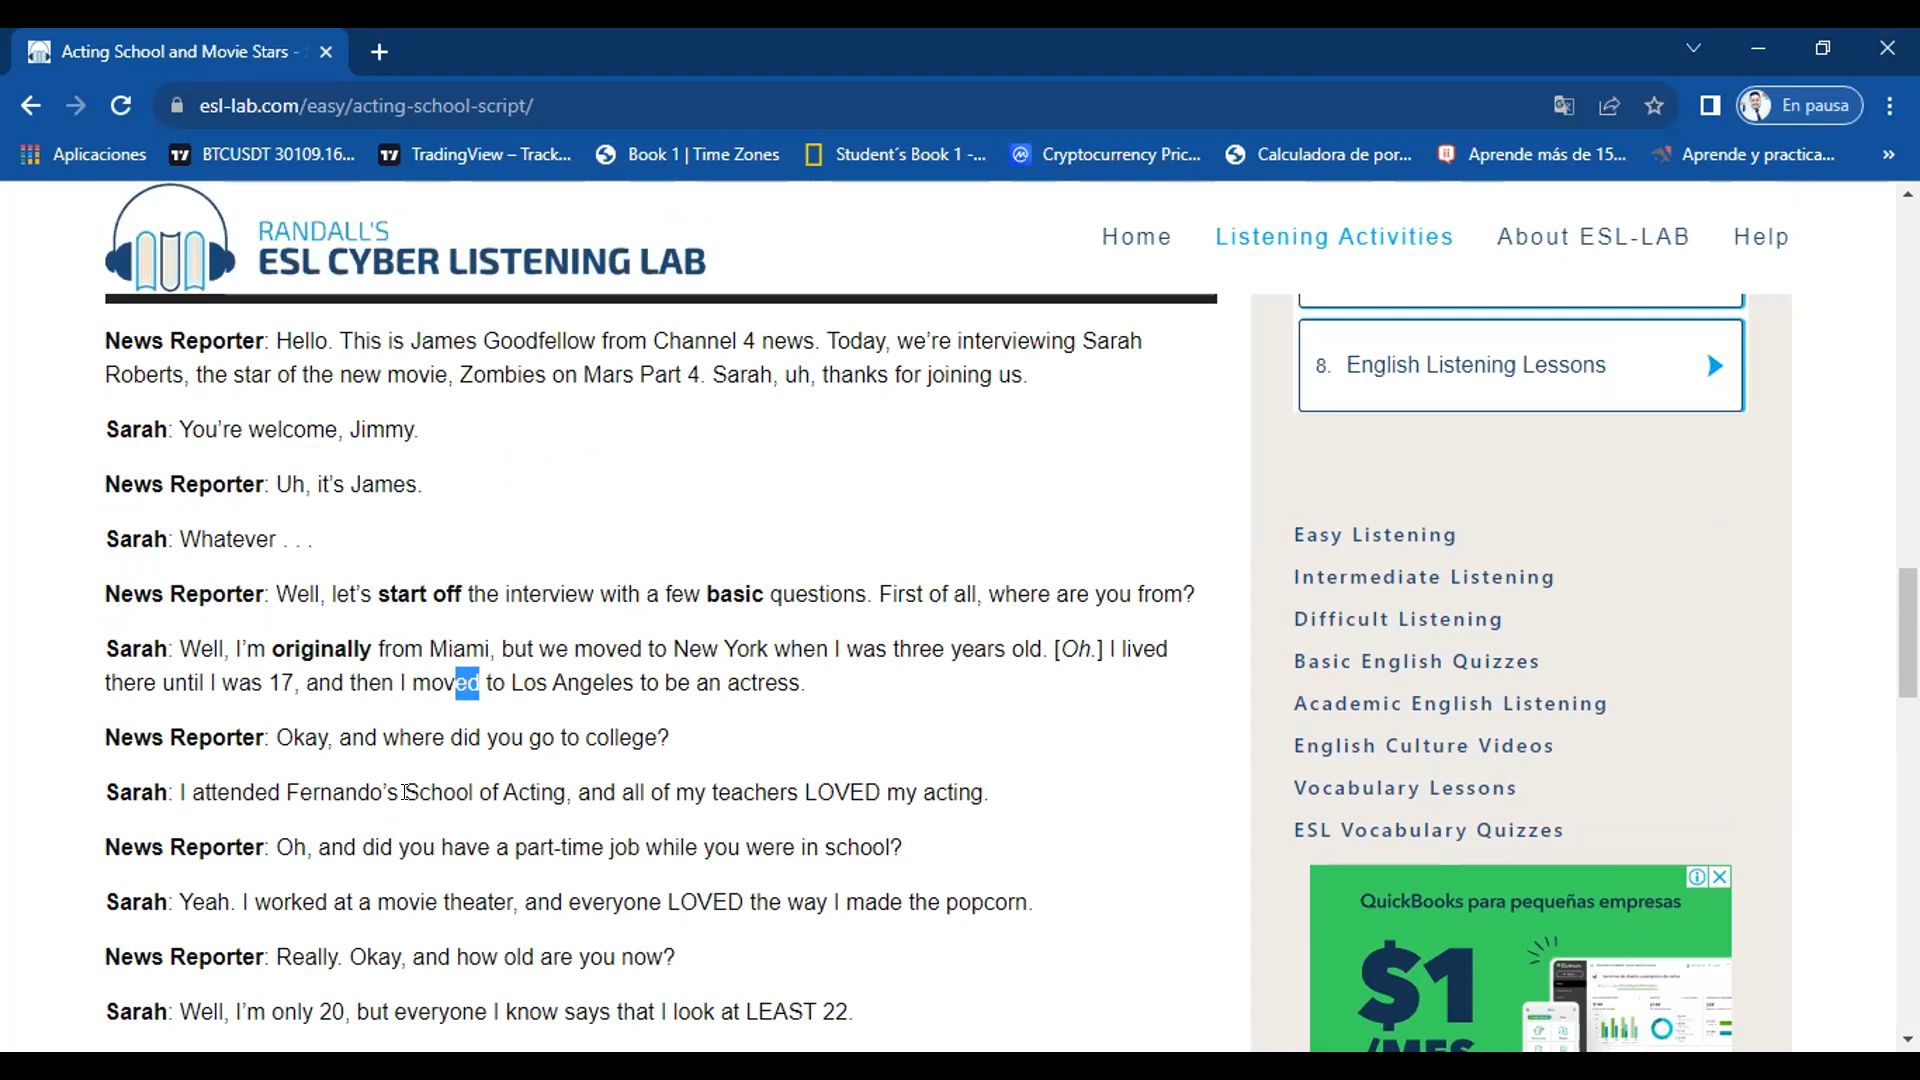 Acting School and Movie Stars -
esl-lab.com/easy/acting-school-script/
En pausa
Aplicaciones
BTCUSDT 30109.16...
TradingView – Track...
Book 1 | Time Zones
Student´s Book 1 -...
Cryptocurrency Pric...
Calculadora de por...
Aprende más de 15...
Aprende y practica...
RANDALL'S
ESL CYBER LISTENING LAB
Home
Listening Activities
About ESL-LAB
Help
News Reporter: Hello. This is James Goodfellow from Channel 4 news. Today, we’re interviewing Sarah
Roberts, the star of the new movie, Zombies on Mars Part 4. Sarah, uh, thanks for joining us.
Sarah: You’re welcome, Jimmy.
News Reporter: Uh, it’s James.
Sarah: Whatever . . .
News Reporter: Well, let’s start off the interview with a few basic questions. First of all, where are you from?
Sarah: Well, I’m originally from Miami, but we moved to New York when I was three years old. [Oh.] I lived
there until I was 17, and then I moved to Los Angeles to be an actress.
News Reporter: Okay, and where did you go to college?
Sarah: I attended Fernando’s School of Acting, and all of my teachers LOVED my acting.
News Reporter: Oh, and did you have a part-time job while you were in school?
Sarah: Yeah. I worked at a movie theater, and everyone LOVED the way I made the popcorn.
News Reporter: Really. Okay, and how old are you now?
Sarah: Well, I’m only 20, but everyone I know says that I look at LEAST 22.
8. English Listening Lessons
Easy Listening
Intermediate Listening
Difficult Listening
Basic English Quizzes
Academic English Listening
English Culture Videos
Vocabulary Lessons
ESL Vocabulary Quizzes
QuickBooks para pequeñas empresas
$1
/MES